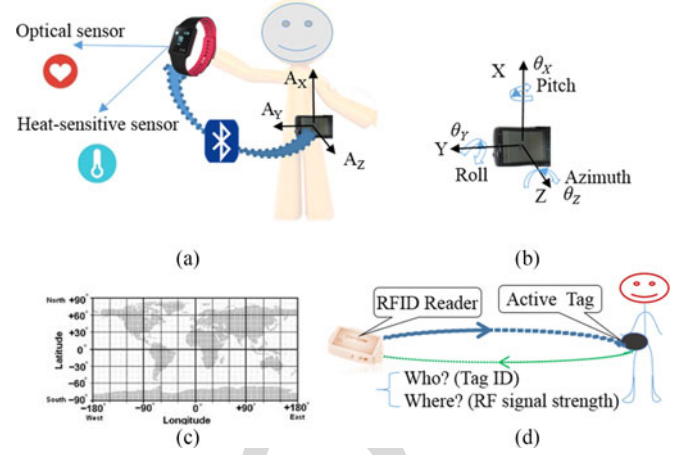 Optical sensor
Heat-sensitive sensor
A_X
A_Y
A_Z
(a)
X
θ_X
Pitch
θ_Y
Y
Roll
Z
Azimuth
θ_Z
(b)
North +90°
+60°
+30°
0°
−30°
−60°
South −90°
Latitude
−180° −90° 0° +90° +180°
West Longitude East
(c)
RFID Reader
Active Tag
Who? (Tag ID)
Where? (RF signal strength)
(d)